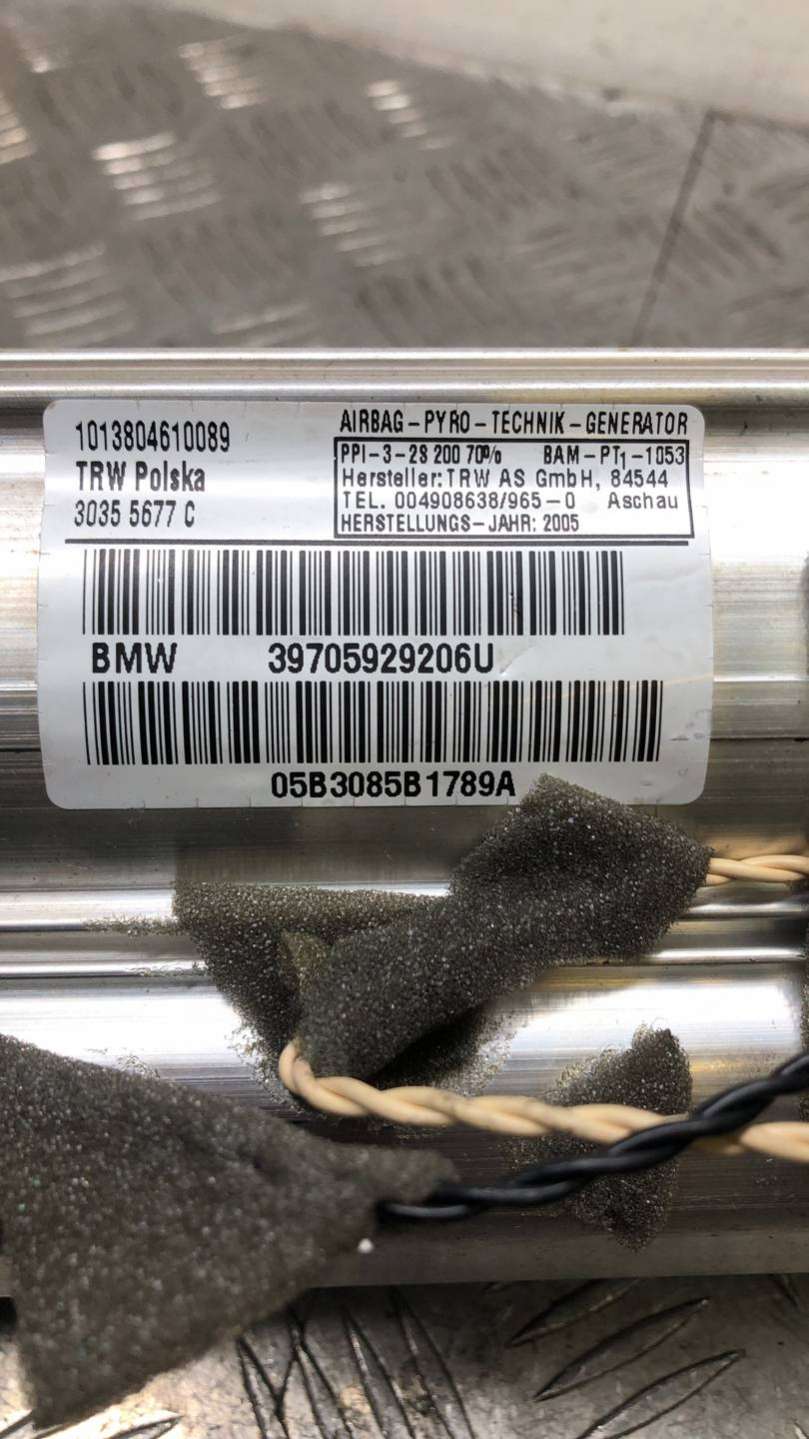 1013804610089
TRW Polska
3035 5677 C
AIRBAG-PYRO-TECHNIK-GENERATOR
PPI-3-2S 200 70% BAM-PT1-1053
Hersteller: TRW AS GmbH, 84544
TEL. 004908638/965-0 Aschau
HERSTELLUNGS-JAHR: 2005
BMW 39705929206U
05B3085B1789A